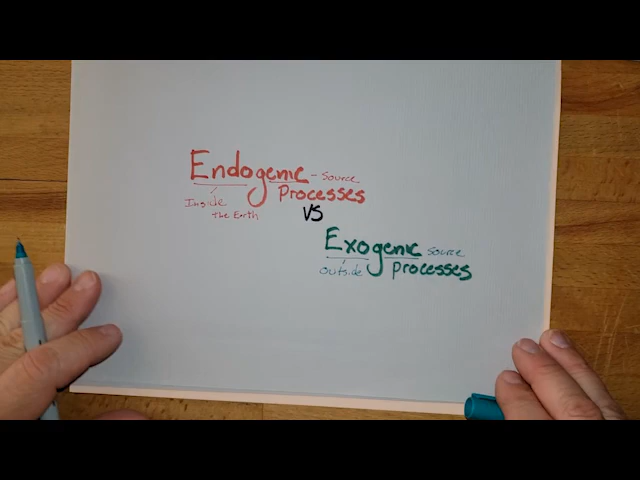 Endogenic - Source
Processes
Inside
The Earth
VS
Exogenic Source
Outside Processes